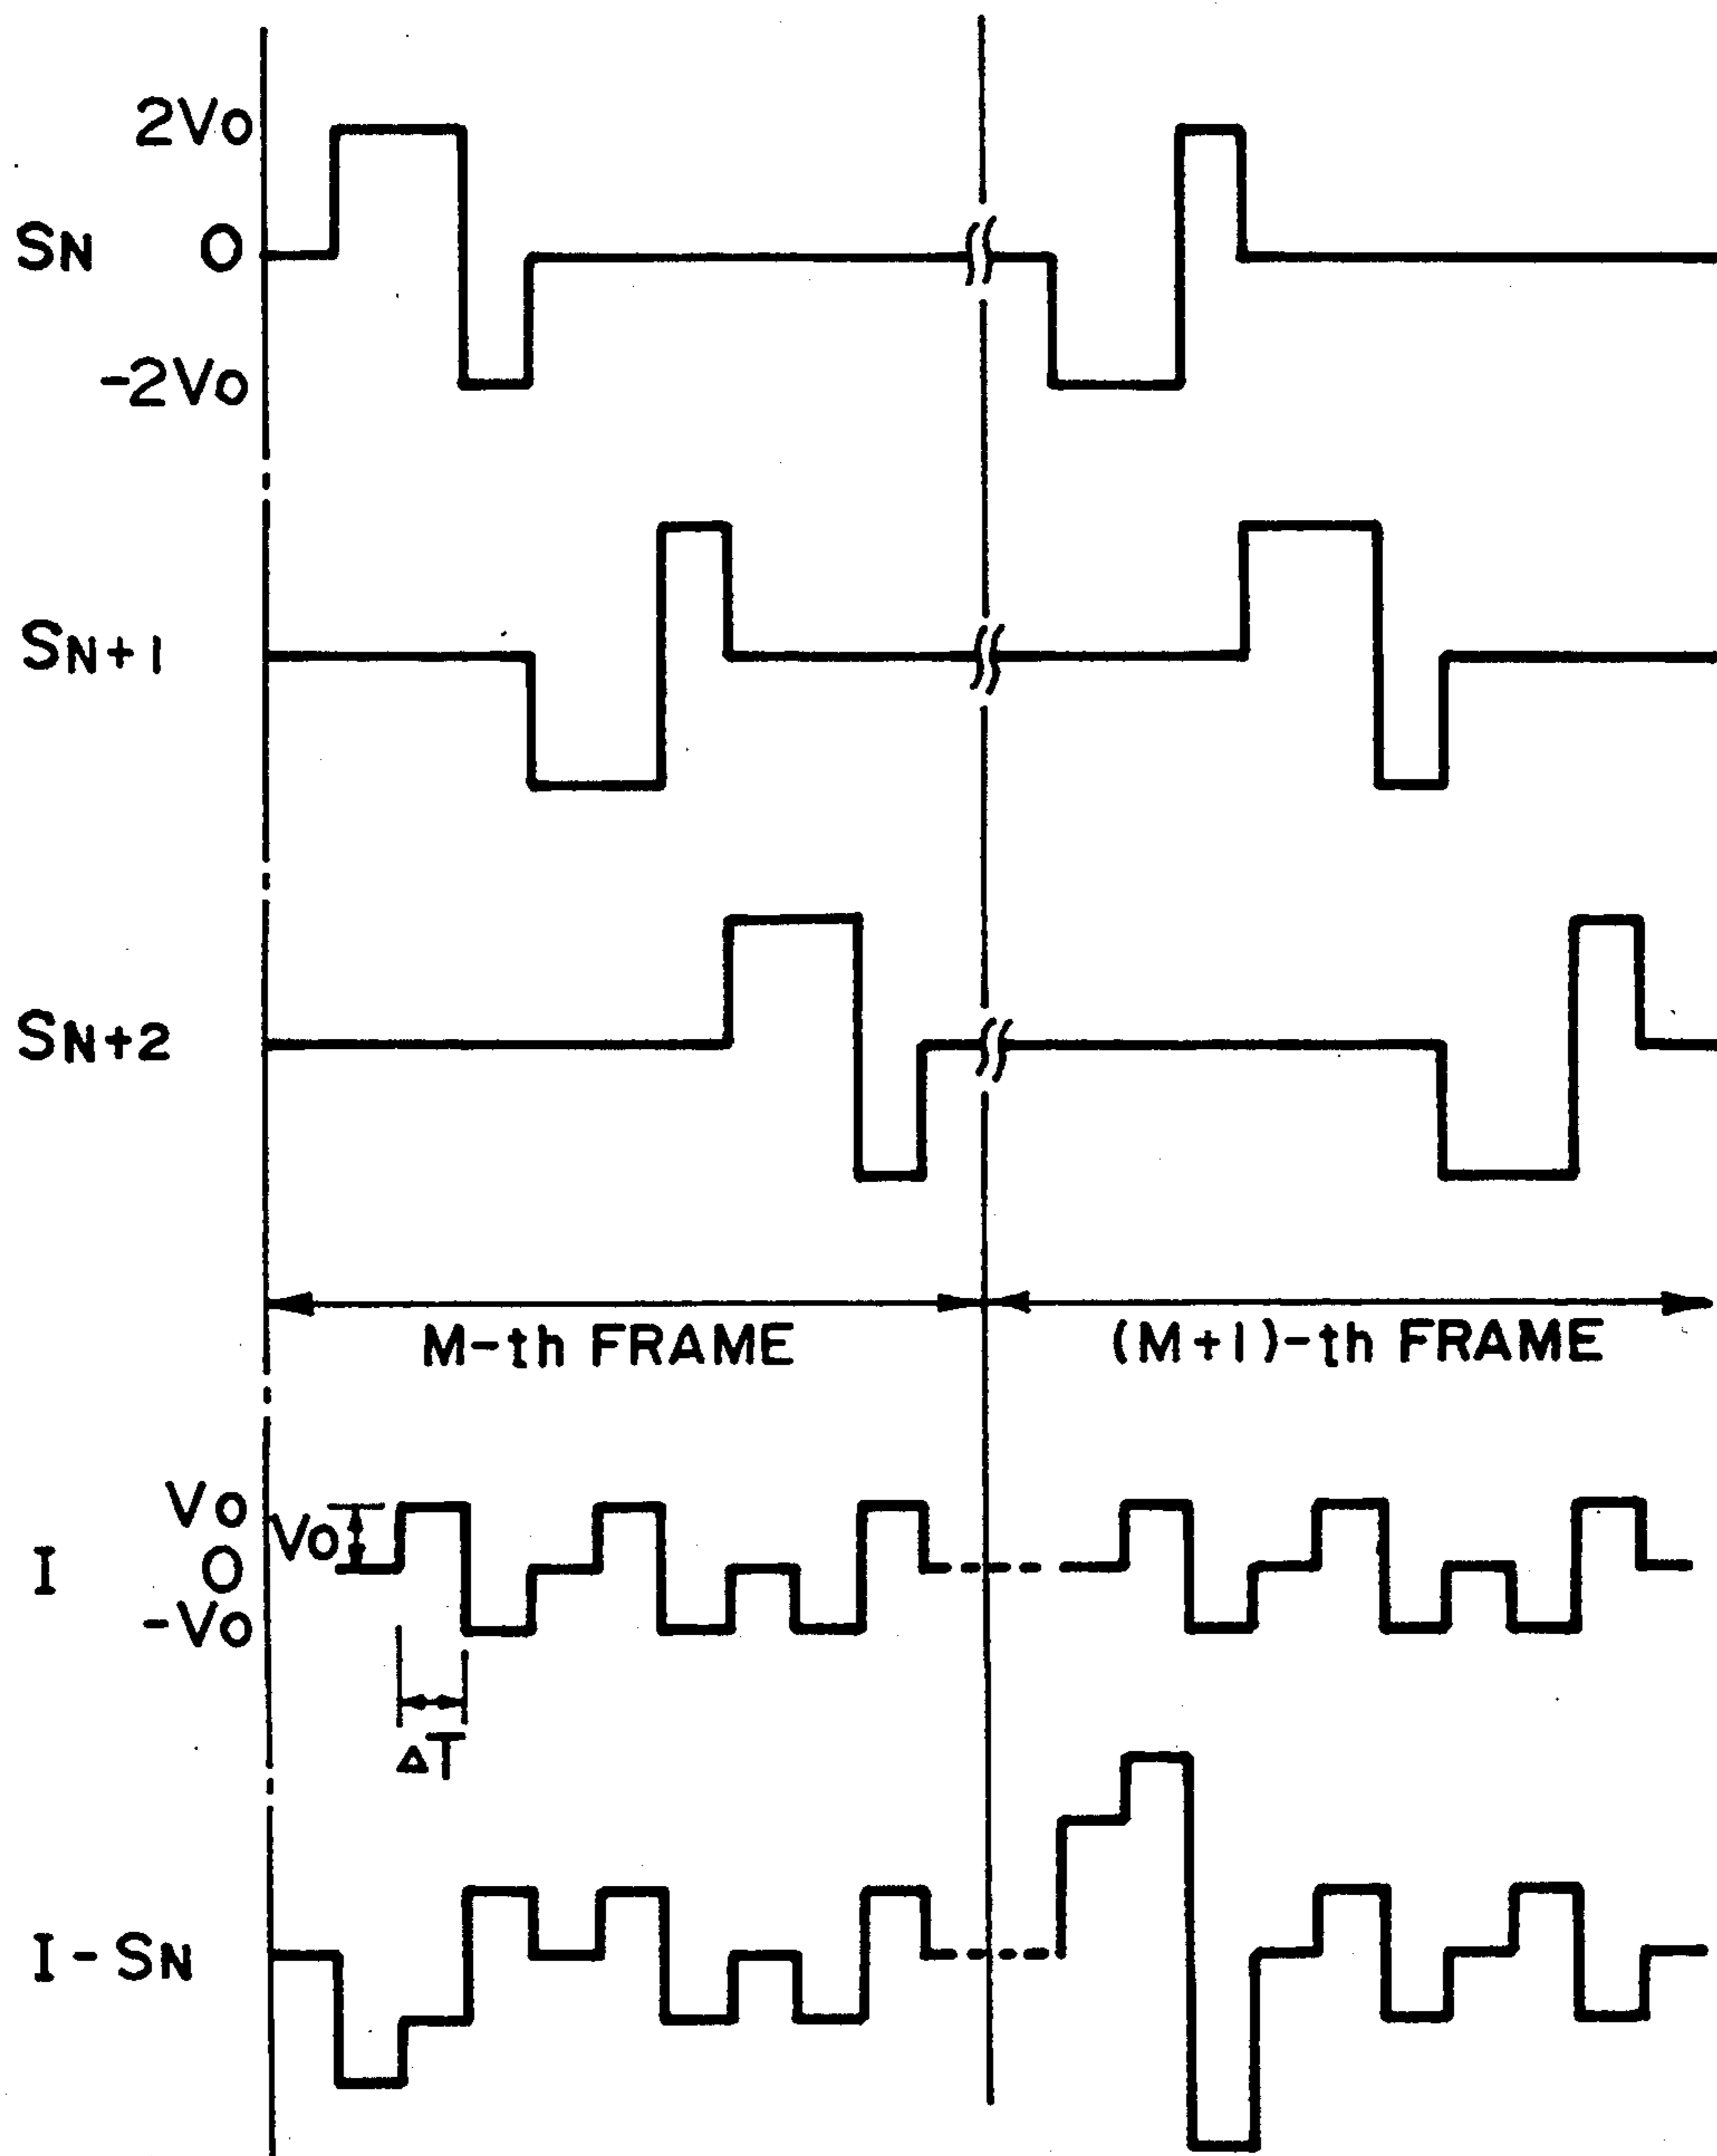 2Vo
SN 0
-2Vo
SN+1
SN+2
M-th FRAME (M+1)-th FRAME
Vo
Vo
I 0
-Vo
ΔT
I-SN